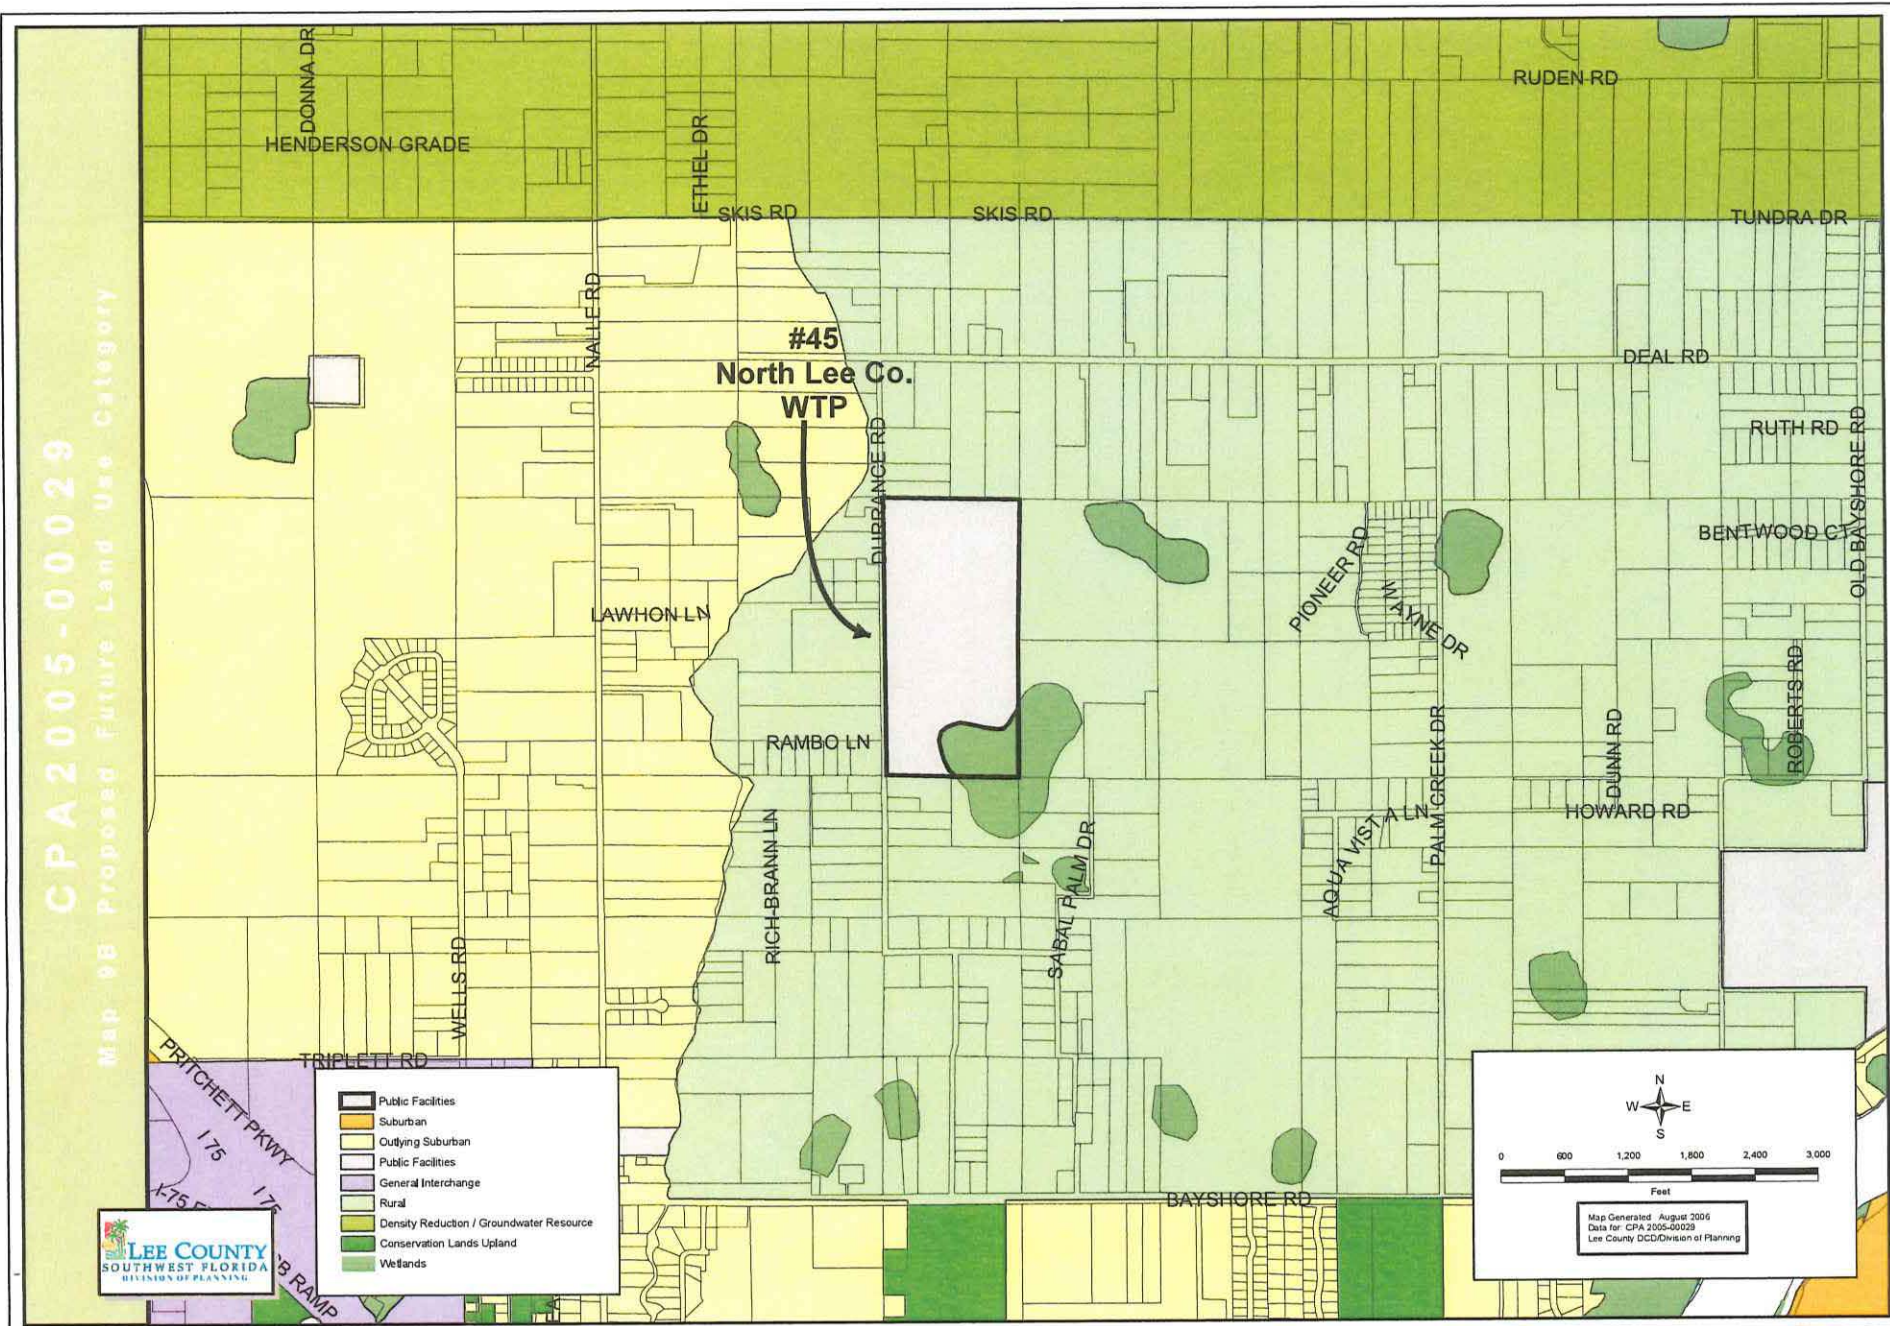 CPA2005-00029
Map 9B Proposed Future Land Use Category
DONNA DR
HENDERSON GRADE
ETHEL DR
RUDEN RD
SKIS RD
SKIS RD
TUNDRA DR
NALLE RD
#45
North Lee Co.
WTP
DEAL RD
DURRANCE RD
RUTH RD
OLD BAYSHORE RD
BENTWOOD CT
PIONEER RD
WAYNE DR
LAWHON LN
ROBERTS RD
RAMBO LN
PALM CREEK DR
DUNN RD
HOWARD RD
AQUA VISTA LN
RICH-BRANN LN
SABAL PALM DR
WELLS RD
TRIPLETT RD
PRITCHETT PKWY
I 75
I 75
I-75
RAMP
BAYSHORE RD
Public Facilities
Suburban
Outlying Suburban
Public Facilities
General Interchange
Rural
Density Reduction / Groundwater Resource
Conservation Lands Upland
Wetlands
LEE COUNTY
SOUTHWEST FLORIDA
DIVISION OF PLANNING
N
W E
S
0 600 1,200 1,800 2,400 3,000
Feet
Map Generated August 2006
Data for: CPA 2005-00029
Lee County DCD/Division of Planning